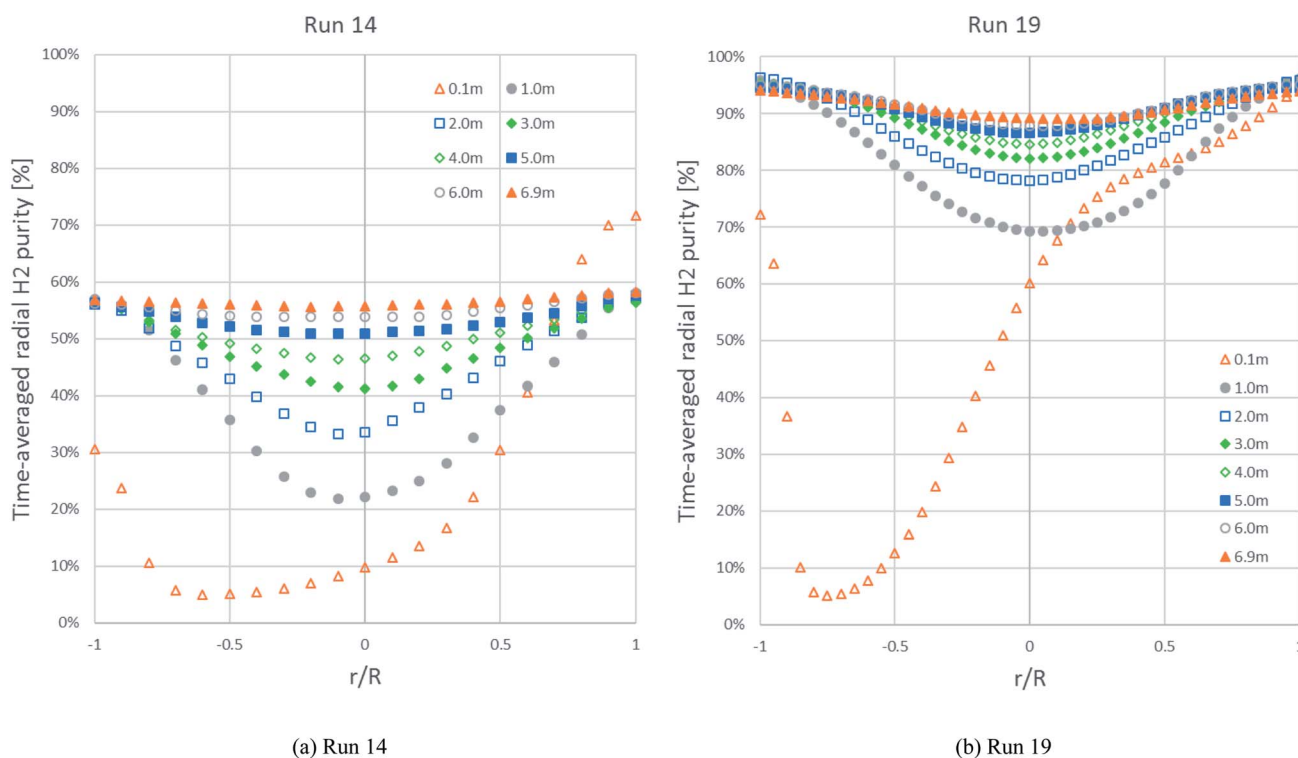 Run 14
Time-averaged radial H2 purity [%]
100%
90%
80%
70%
60%
50%
40%
30%
20%
10%
0%
0.1m 1.0m
2.0m 3.0m
4.0m 5.0m
6.0m 6.9m
-1 -0.5 0 0.5 1
r/R
(a) Run 14
Run 19
Time-averaged radial H2 purity [%]
100%
90%
80%
70%
60%
50%
40%
30%
20%
10%
0%
0.1m
1.0m
2.0m
3.0m
4.0m
5.0m
6.0m
6.9m
-1 -0.5 0 0.5 1
r/R
(b) Run 19